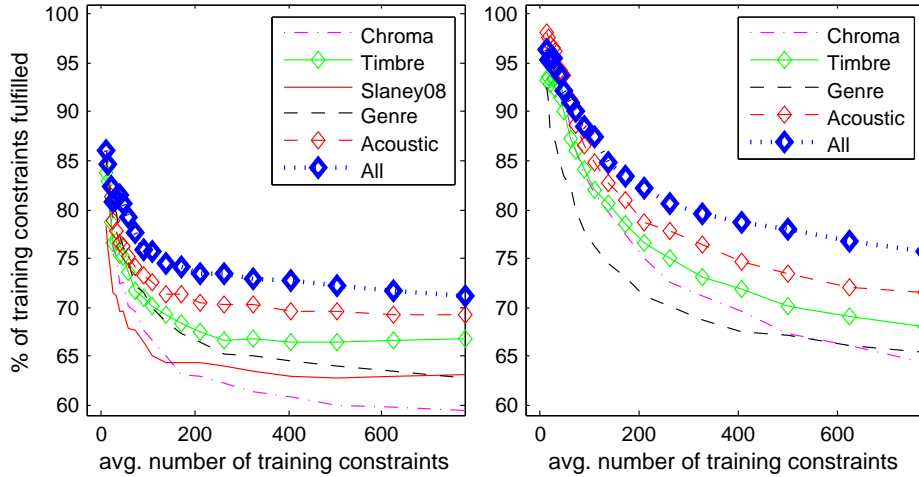 % of training constraints fulfilled
95
90
85
80
75
70
65
60
0
200
400
600
avg. number of training constraints
Chroma
Timbre
Slaney08
Genre
Acoustic
All
100
95
90
85
80
75
70
65
60
0
200
400
600
avg. number of training constraints
Chroma
Timbre
Genre
Acoustic
All